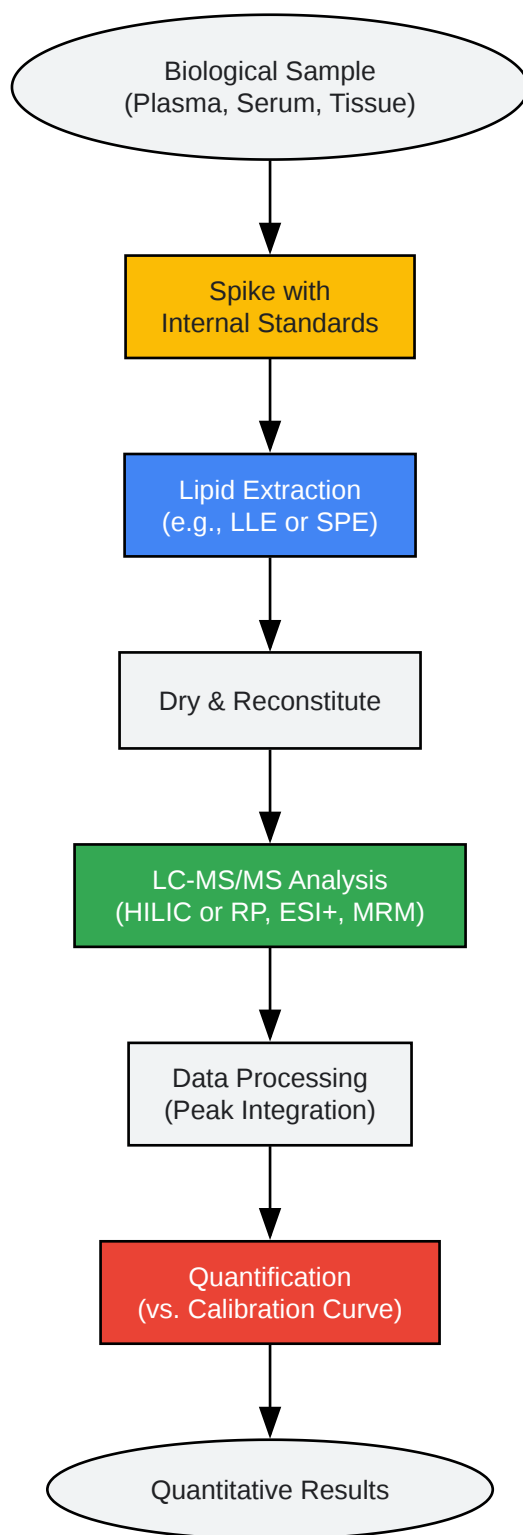 Biological Sample
(Plasma, Serum, Tissue)
Spike with
Internal Standards
Lipid Extraction
(e.g., LLE or SPE)
Dry & Reconstitute
LC-MS/MS Analysis
(HILIC or RP, ESI+, MRM)
Data Processing
(Peak Integration)
Quantification
(vs. Calibration Curve)
Quantitative Results